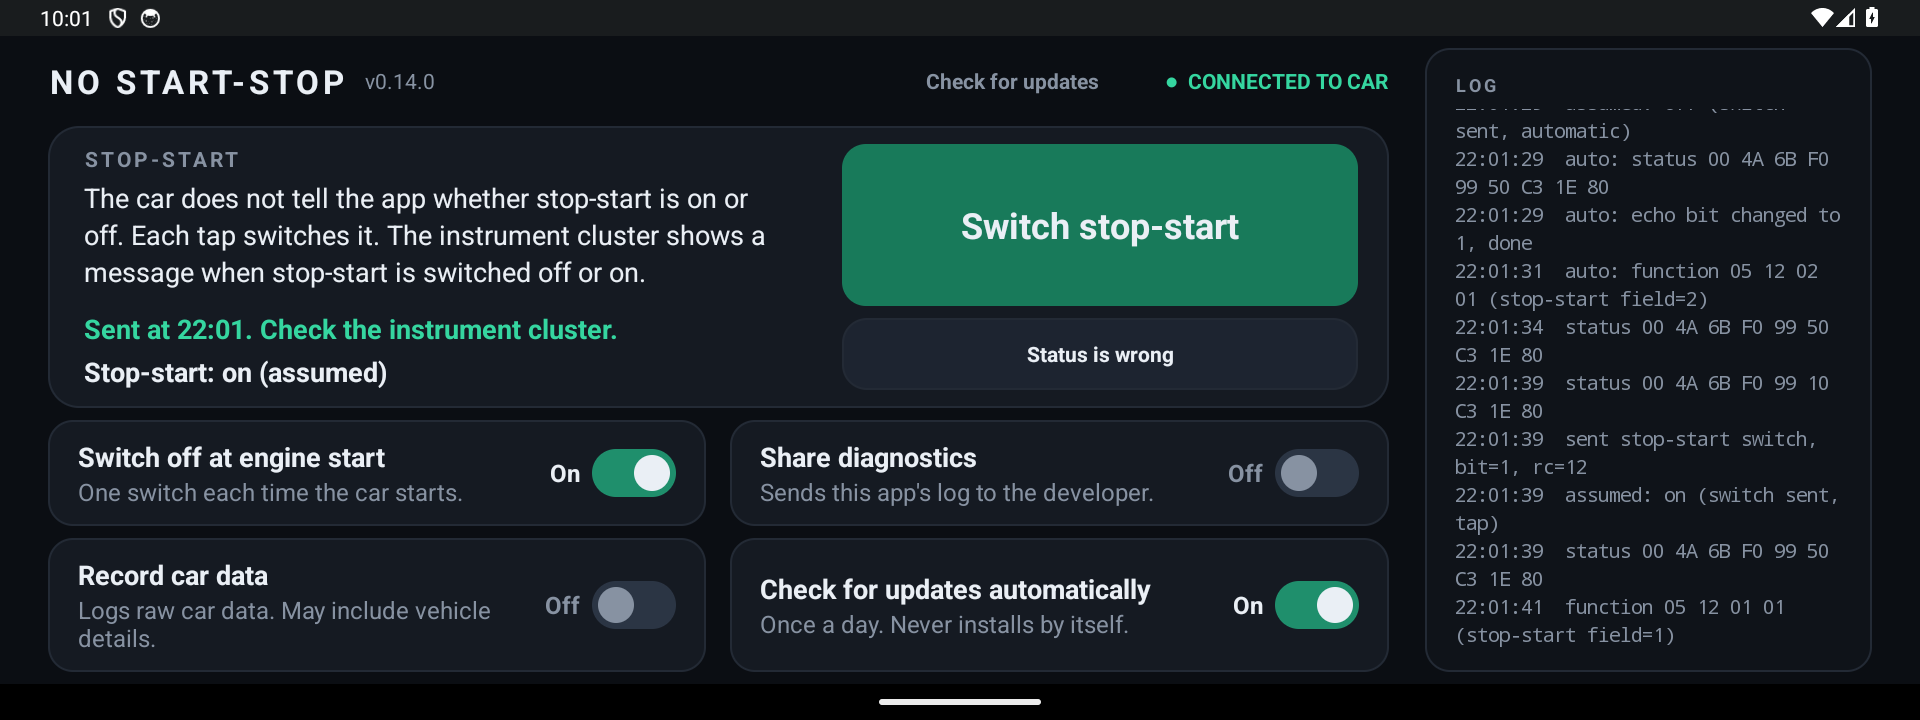 10:01
NO START-STOP v0.14.0
Check for updates
CONNECTED TO CAR
STOP-START
The car does not tell the app whether stop-start is on or
off. Each tap switches it. The instrument cluster shows a
message when stop-start is switched off or on.
Sent at 22:01. Check the instrument cluster.
Stop-start: on (assumed)
Switch stop-start
Status is wrong
Switch off at engine start
One switch each time the car starts.
On
Share diagnostics
Sends this app's log to the developer.
Off
Record car data
Logs raw car data. May include vehicle
details.
Off
Check for updates automatically
Once a day. Never installs by itself.
On
LOG
sent, automatic)
22:01:29 auto: status 00 4A 6B F0
99 50 C3 1E 80
22:01:29 auto: echo bit changed to
1, done
22:01:31 auto: function 05 12 02
01 (stop-start field=2)
22:01:34 status 00 4A 6B F0 99 50
C3 1E 80
22:01:39 status 00 4A 6B F0 99 10
C3 1E 80
22:01:39 sent stop-start switch,
bit=1, rc=12
22:01:39 assumed: on (switch sent,
tap)
22:01:39 status 00 4A 6B F0 99 50
C3 1E 80
22:01:41 function 05 12 01 01
(stop-start field=1)